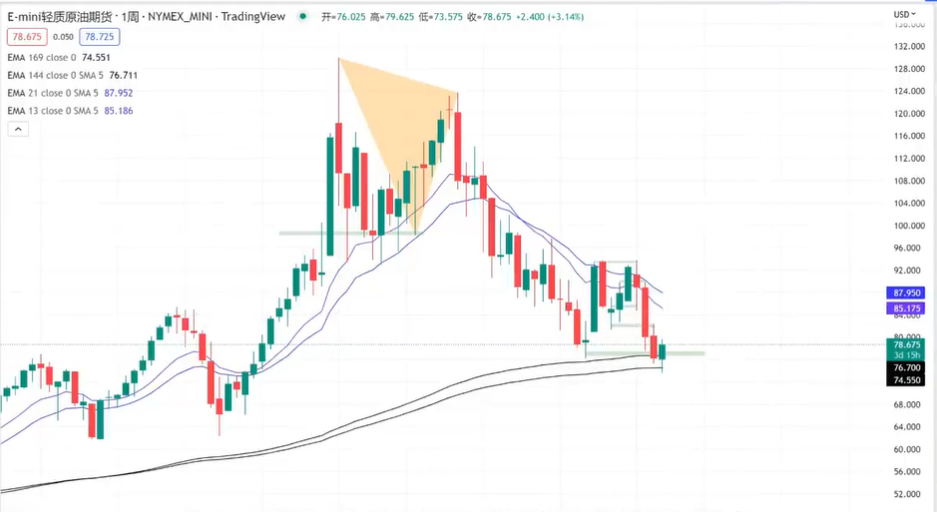 E-mini轻质原油期货 · 1周 · NYMEX_MINI · TradingView 开=76.025 高=79.625 低=73.575 收=78.675 +2.400 (+3.14%)
78.675 0.050 78.725
EMA 169 close 0 74.551
EMA 144 close 0 SMA 5 76.711
EMA 21 close 0 SMA 5 87.952
EMA 13 close 0 SMA 5 85.186
USD
132.000
128.000
124.000
120.000
116.000
112.000
108.000
104.000
100.000
96.000
92.000
87.950
85.175
84.000
80.000
78.675
3d 15h
76.700
74.550
68.000
64.000
60.000
56.000
52.000